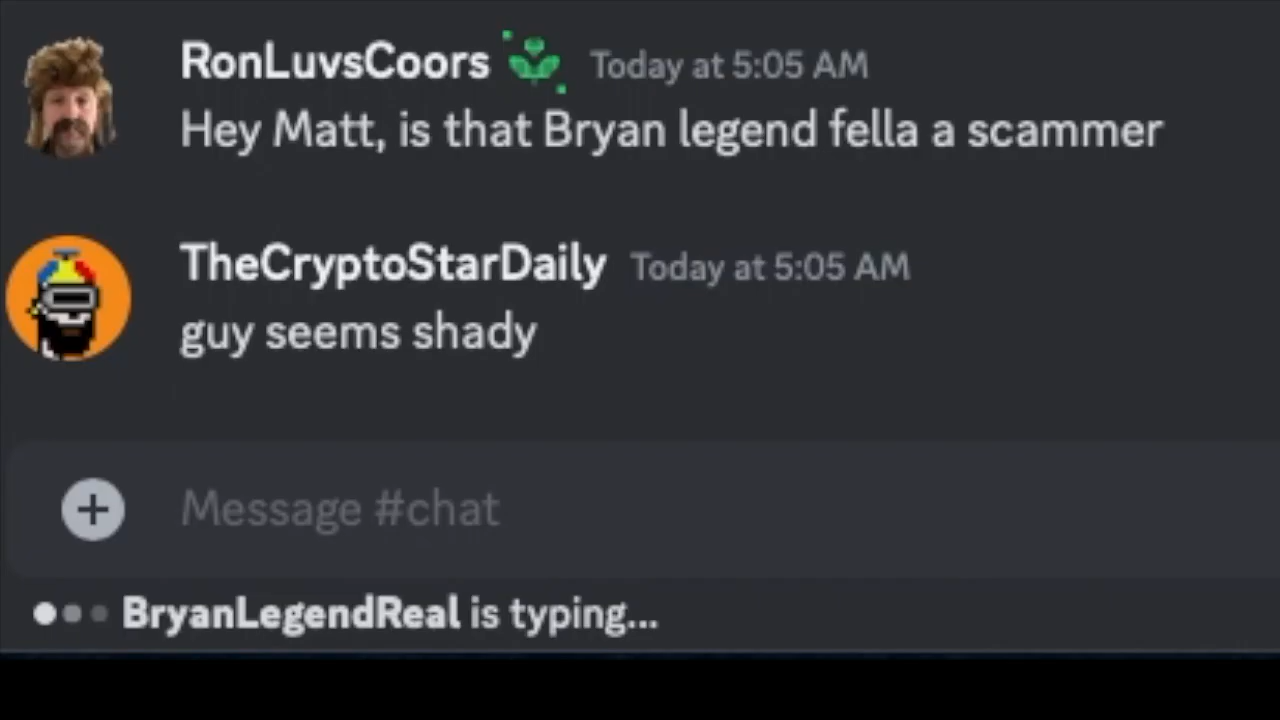 RonLuvsCoors Today at 5:05 AM
Hey Matt, is that Bryan legend fella a scammer
TheCryptoStarDaily Today at 5:05 AM
guy seems shady
Message #chat
BryanLegendReal is typing...